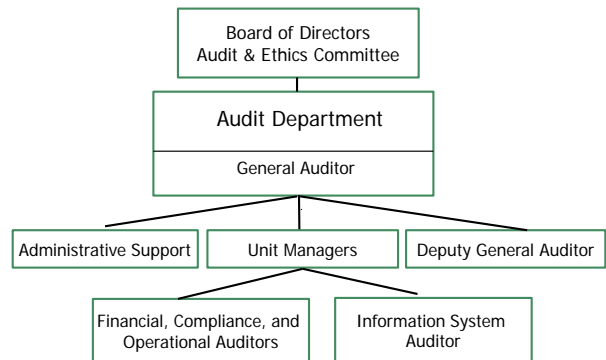 Board of Directors
Audit & Ethics Committee
Audit Department
General Auditor
Administrative Support
Unit Managers
Deputy General Auditor
Financial, Compliance, and
Operational Auditors
Information System
Auditor